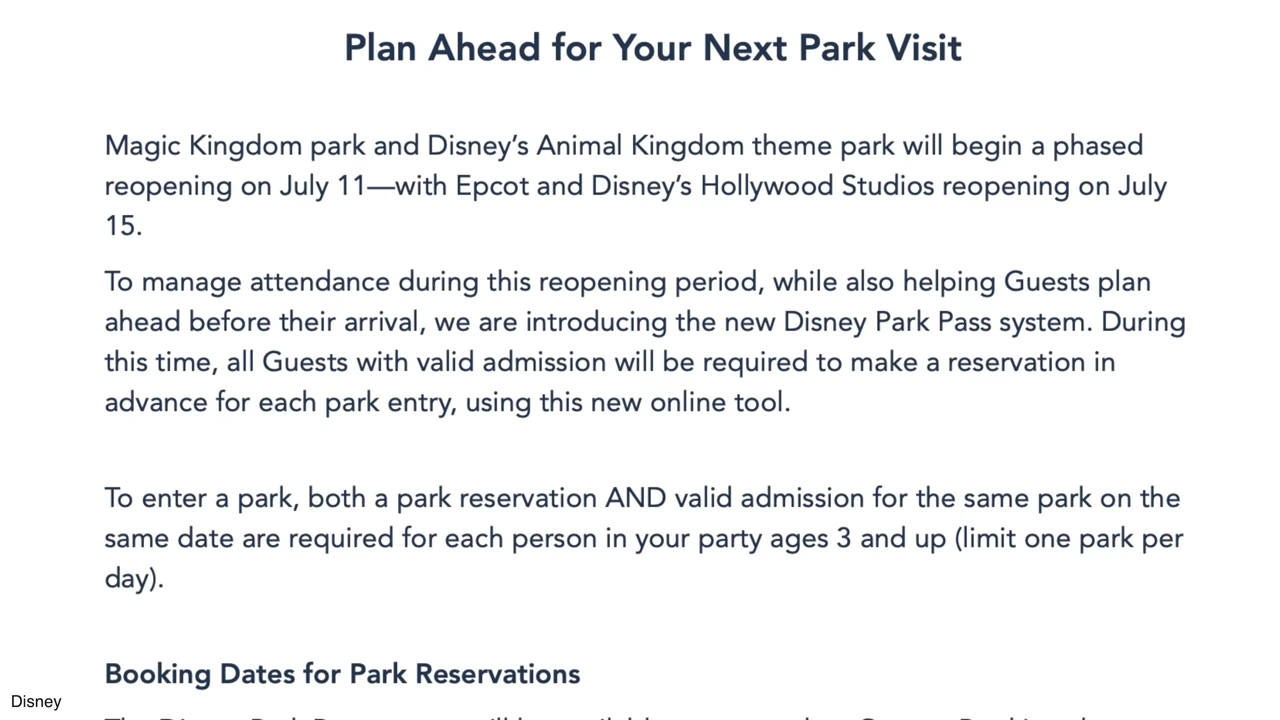 Plan Ahead for Your Next Park Visit
Magic Kingdom park and Disney’s Animal Kingdom theme park will begin a phased
reopening on July 11—with Epcot and Disney’s Hollywood Studios reopening on July
15.
To manage attendance during this reopening period, while also helping Guests plan
ahead before their arrival, we are introducing the new Disney Park Pass system. During
this time, all Guests with valid admission will be required to make a reservation in
advance for each park entry, using this new online tool.
To enter a park, both a park reservation AND valid admission for the same park on the
same date are required for each person in your party ages 3 and up (limit one park per
day).
Booking Dates for Park Reservations
Disney